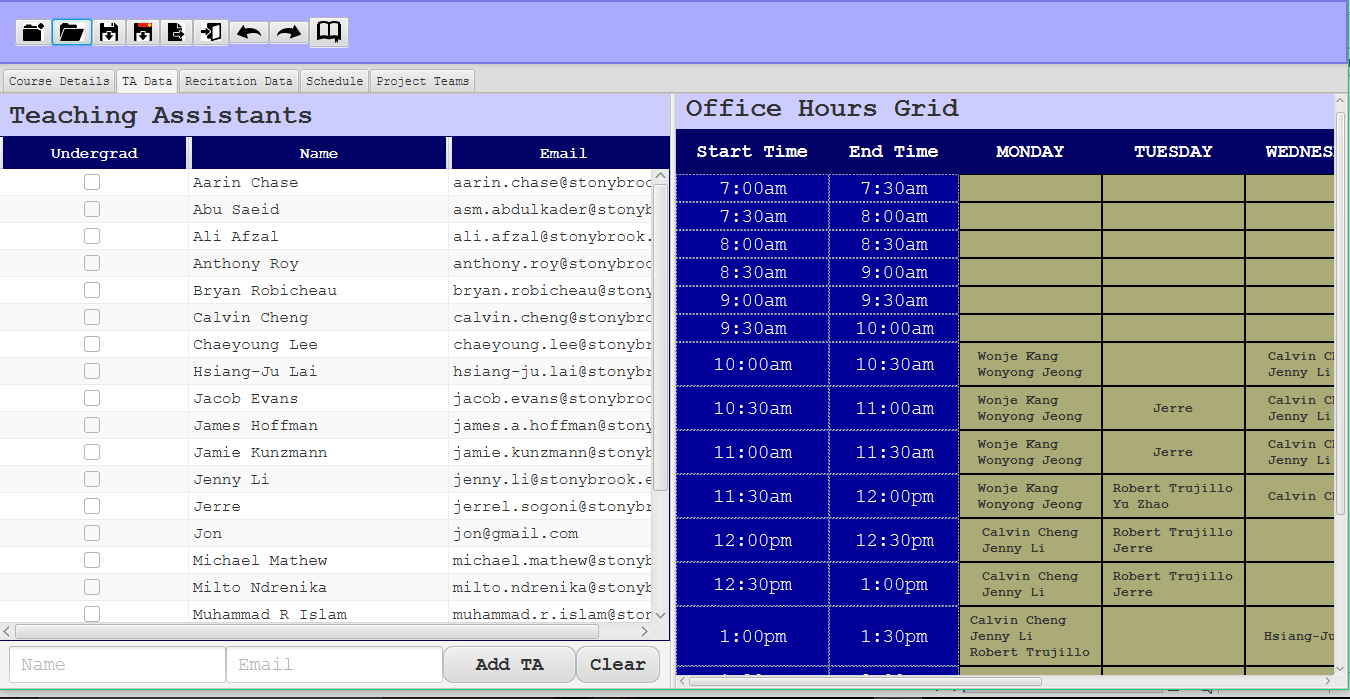 Course Details TA Data Recitation Data Schedule Project Teams
Teaching Assistants
Undergrad Name Email
Aarin Chase aarin.chase@stonybroo
Abu Saeid asm.abdulkader@stonyb
Ali Afzal ali.afzal@stonybrook.
Anthony Roy anthony.roy@stonybroo
Bryan Robicheau bryan.robicheau@stony
Calvin Cheng calvin.cheng@stonybro
Chaeyoung Lee chaeyoung.lee@stonybr
Hsiang-Ju Lai hsiang-ju.lai@stonybr
Jacob Evans jacob.evans@stonybroo
James Hoffman james.a.hoffman@stony
Jamie Kunzmann jamie.kunzmann@stonyb
Jenny Li jenny.li@stonybrook.e
Jerre jerrel.sogoni@stonybr
Jon jon@gmail.com
Michael Mathew michael.mathew@stonyb
Milto Ndrenika milto.ndrenika@stonyb
Muhammad R Islam muhammad.r.islam@ston
Name Email Add TA Clear
Office Hours Grid
Start Time End Time MONDAY TUESDAY WEDNES
7:00am 7:30am
7:30am 8:00am
8:00am 8:30am
8:30am 9:00am
9:00am 9:30am
9:30am 10:00am
10:00am 10:30am Wonje Kang Calvin Ch
Wonyong Jeong Jenny Li
10:30am 11:00am Wonje Kang Jerre Calvin Ch
Wonyong Jeong Jenny Li
11:00am 11:30am Wonje Kang Jerre Calvin Ch
Wonyong Jeong Jenny Li
11:30am 12:00pm Wonje Kang Robert Trujillo Calvin Ch
Wonyong Jeong Yu Zhao
12:00pm 12:30pm Calvin Cheng Robert Trujillo
Jenny Li Jerre
12:30pm 1:00pm Calvin Cheng Robert Trujillo
Jenny Li Jerre
1:00pm 1:30pm Calvin Cheng Hsiang-Ju
Jenny Li
Robert Trujillo